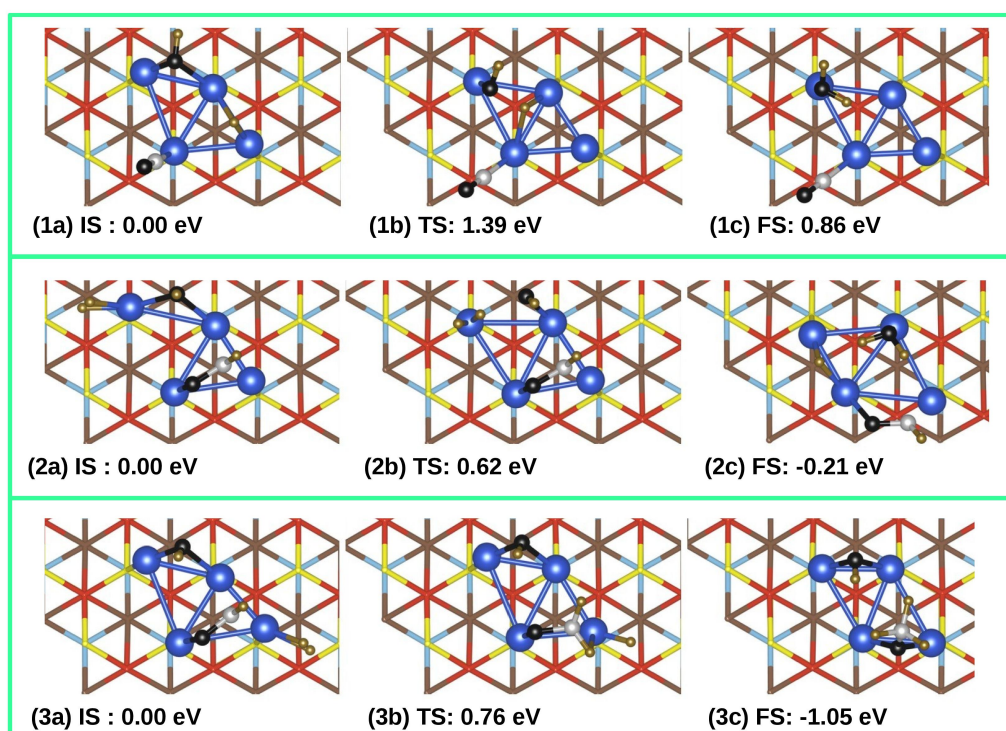 (1a) IS : 0.00 eV (1b) TS: 1.39 eV (1c) FS: 0.86 eV
(2a) IS : 0.00 eV (2b) TS: 0.62 eV (2c) FS: -0.21 eV
(3a) IS : 0.00 eV (3b) TS: 0.76 eV (3c) FS: -1.05 eV